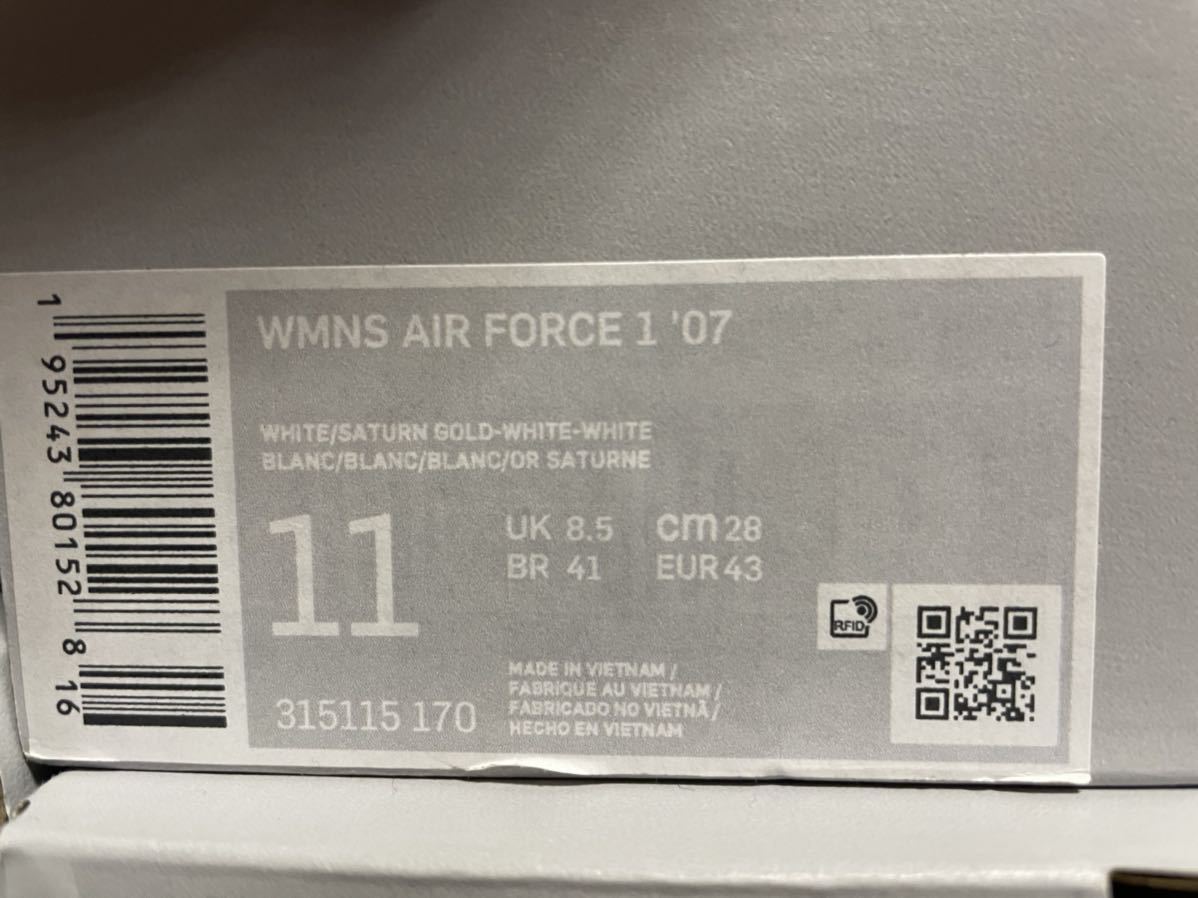 WMNS AIR FORCE 1 '07
WHITE/SATURN GOLD-WHITE-WHITE
BLANC/BLANC/BLANC/OR SATURNE
11
UK 8.5 cm 28
BR 41 EUR 43
315115 170
MADE IN VIETNAM /
FABRIQUE AU VIETNAM /
FABRICADO NO VIETNÃ /
HECHO EN VIETNAM
RFID
1 95243 80152 8 16